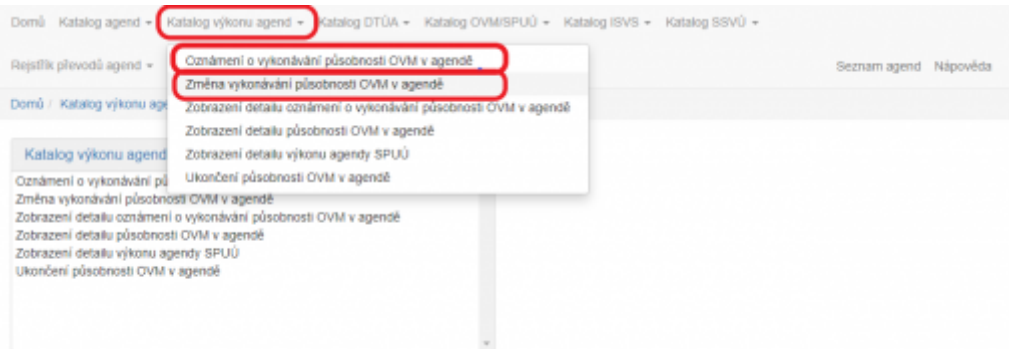 Domů Katalog agend Katalog výkonu agend Katalog DTÚA Katalog OVM/SPUÚ Katalog ISVS Katalog SSVÚ
Rejstřík převodů agend Seznam agend Nápověda
Oznámení o vykonávání působnosti OVM v agendě
Změna vykonávání působnosti OVM v agendě
Zobrazení detailu oznámení o vykonávání působnosti OVM v agendě
Zobrazení detailu působnosti OVM v agendě
Zobrazení detailu výkonu agendy SPUÚ
Ukončení působnosti OVM v agendě
Domů / Katalog výkonu age
Katalog výkonu agend
Oznámení o vykonávání pů
Změna vykonávání působnosti OVM v agendě
Zobrazení detailu oznámení o vykonávání působnosti OVM v agendě
Zobrazení detailu působnosti OVM v agendě
Zobrazení detailu výkonu agendy SPUÚ
Ukončení působnosti OVM v agendě